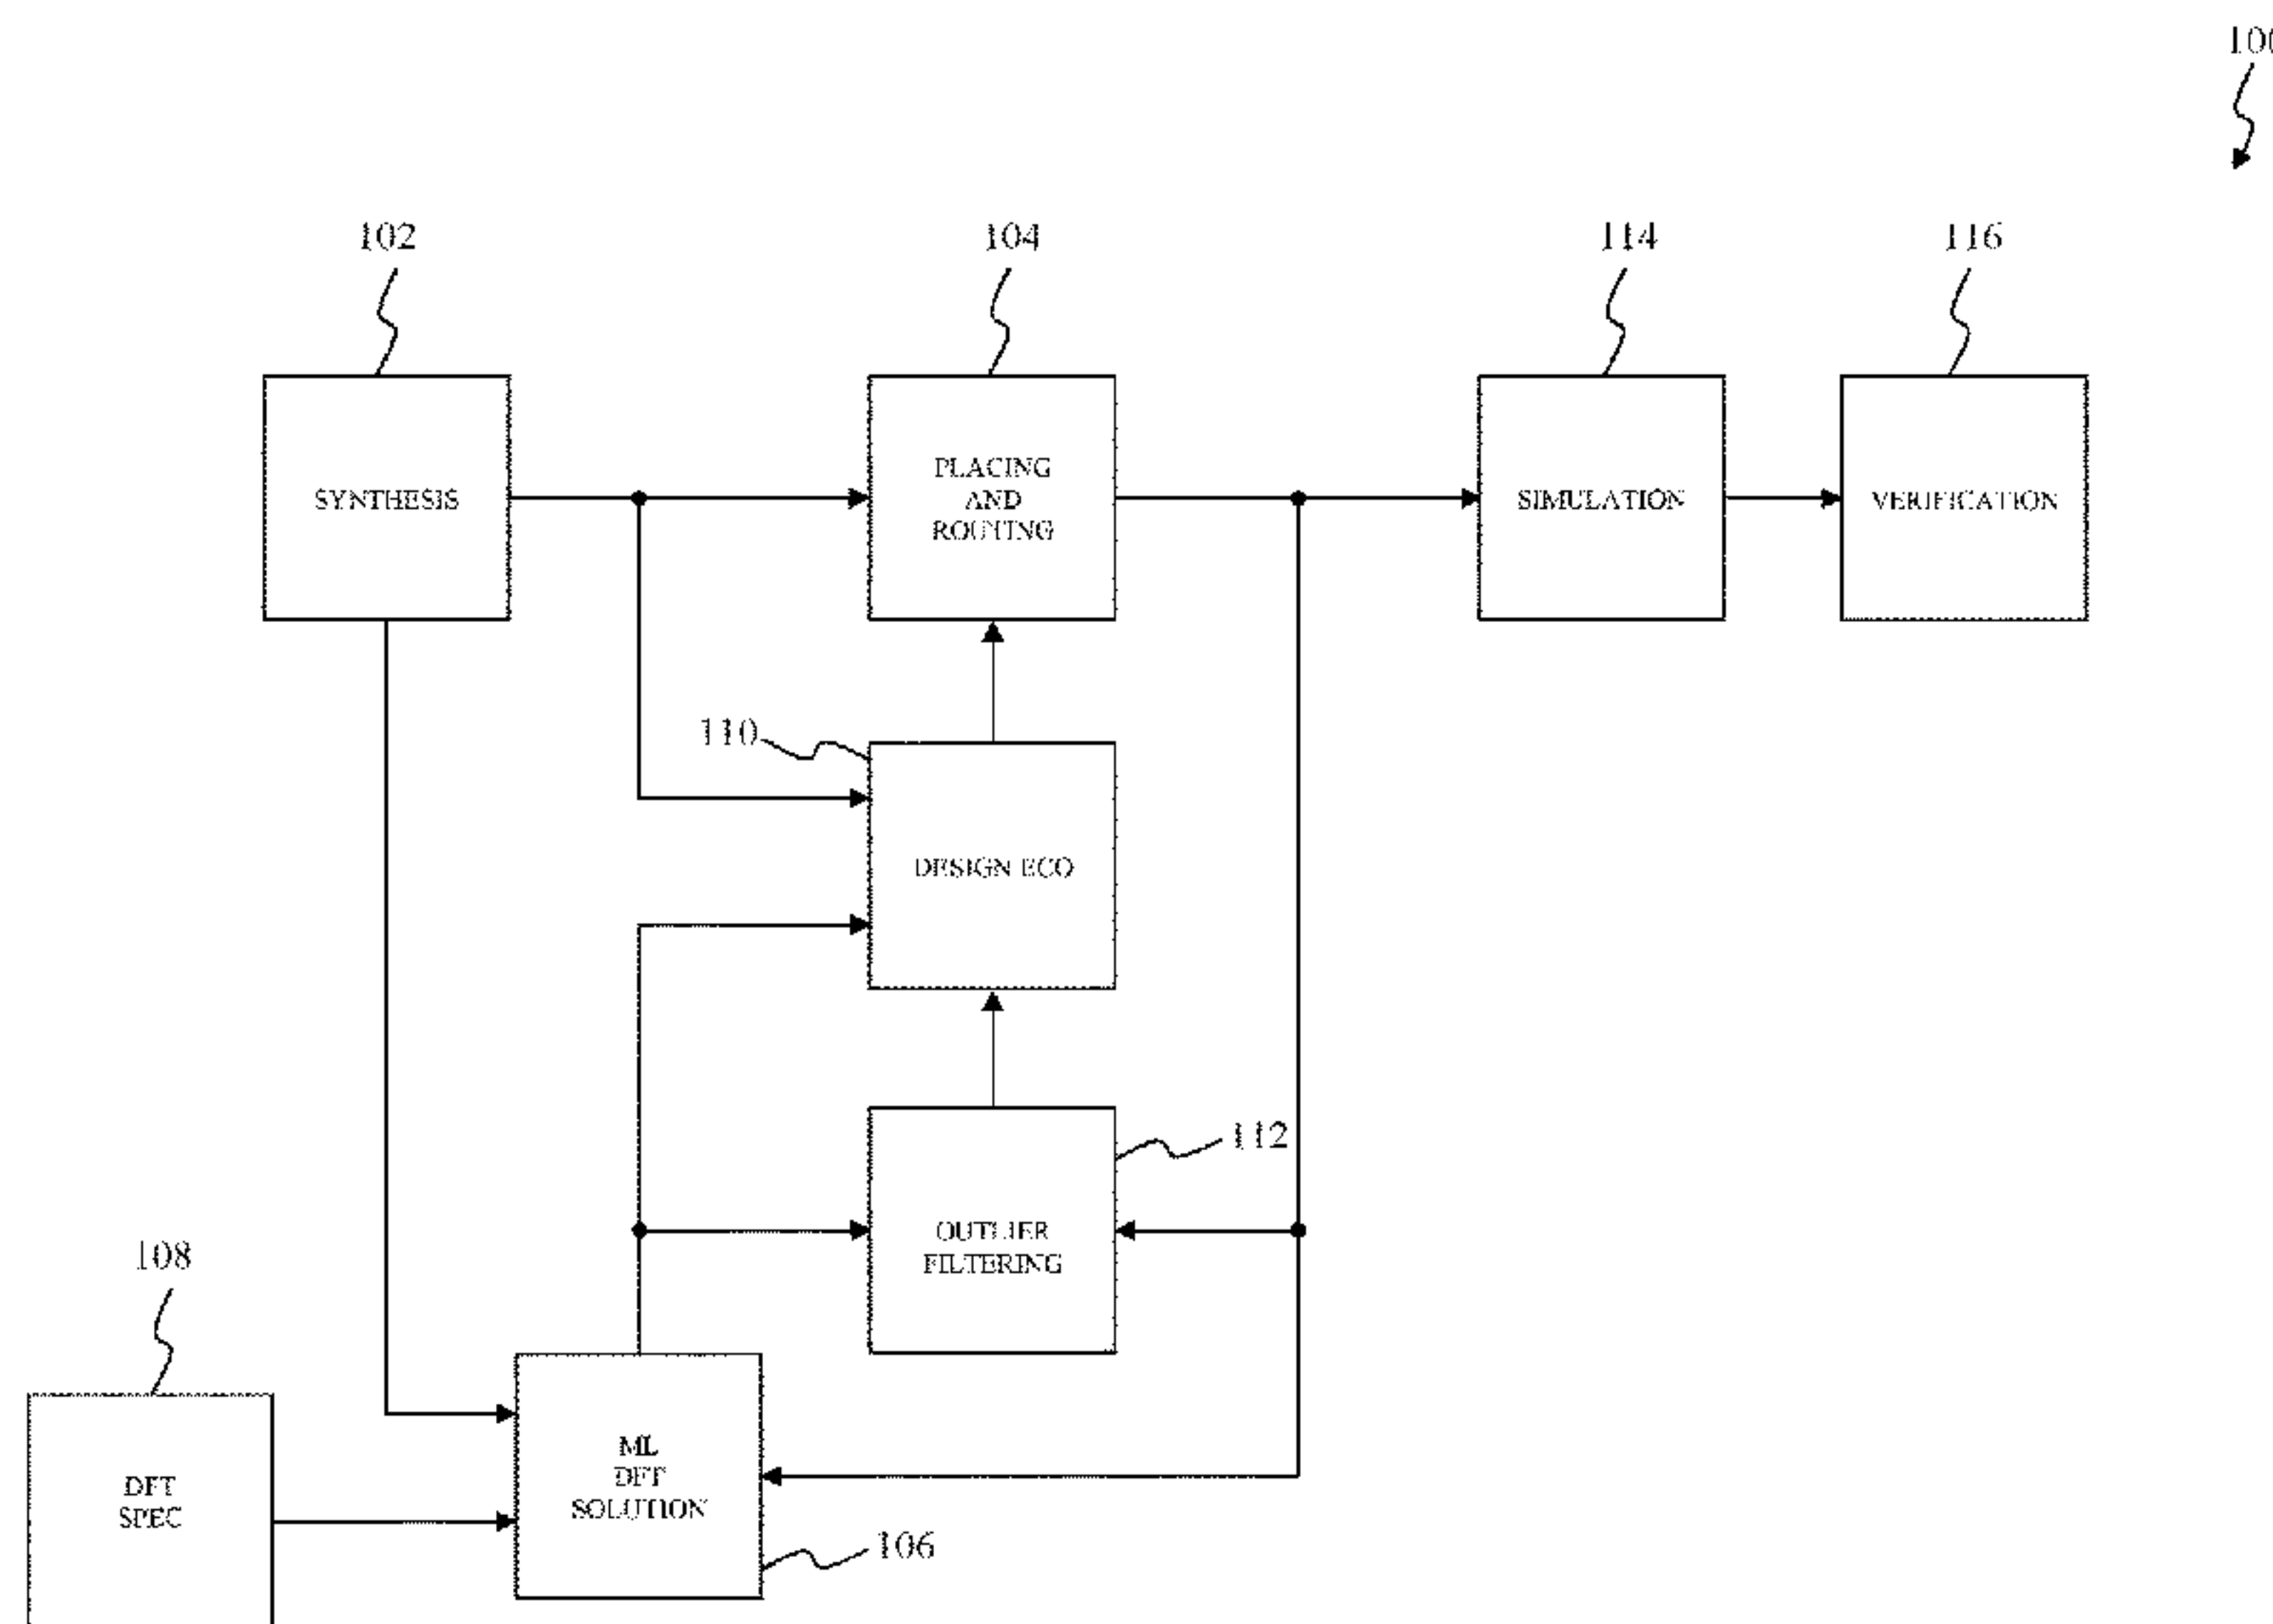 100
102
104
114
116
SYNTHESIS
PLACING
AND
ROUTING
SIMULATION
VERIFICATION
110
DESIGN ECO
112
OUTLIER
FILTERING
108
DFT
SPEC
ML
DFT
SOLUTION
106